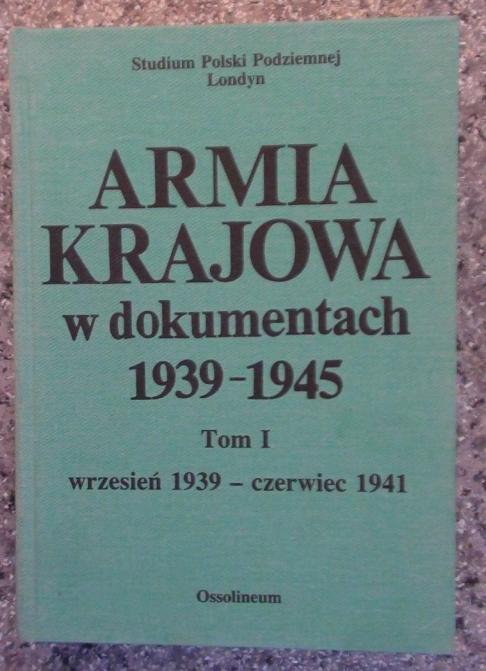 Studium Polski Podziemnej
Londyn
ARMIA
KRAJOWA
w dokumentach
1939-1945
Tom I
wrzesień 1939 – czerwiec 1941
Ossolineum